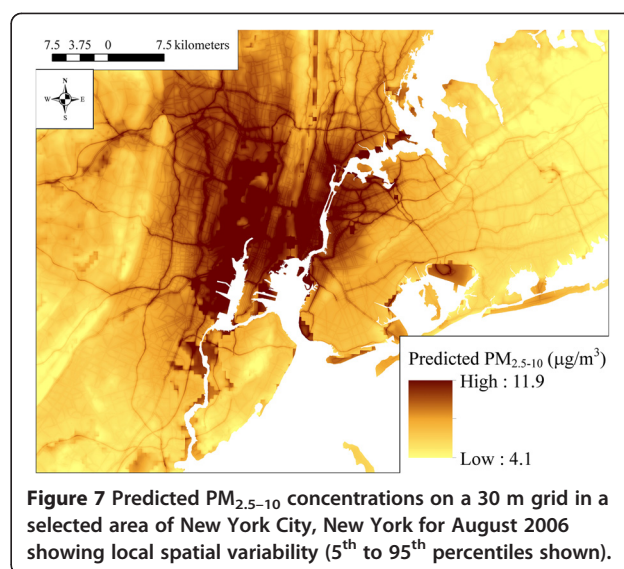 7.5 3.75 0 7.5 kilometers
N
W E
S
Predicted PM2.5-10 (µg/m³)
High : 11.9
Low : 4.1
Figure 7 Predicted PM2.5–10 concentrations on a 30 m grid in a
selected area of New York City, New York for August 2006
showing local spatial variability (5th to 95th percentiles shown).